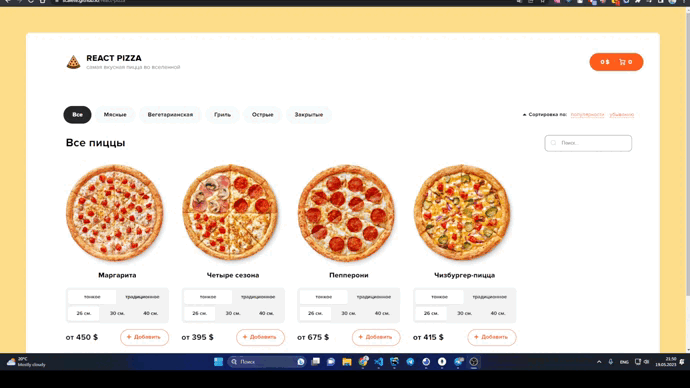 REACT PIZZA
самая вкусная пицца во вселенной
0 $ 0
Все Мясные Вегетарианская Гриль Острые Закрытые
Сортировка по: популярности убыванию
Все пиццы
Поиск...
Маргарита Четыре сезона Пепперони Чизбургер-пицца
тонкое традиционное тонкое традиционное тонкое традиционное тонкое традиционное
26 см. 30 см. 40 см. 26 см. 30 см. 40 см. 26 см. 30 см. 40 см. 26 см. 30 см. 40 см.
от 450 $ + Добавить от 395 $ + Добавить от 675 $ + Добавить от 415 $ + Добавить
Mostly cloudy
Поиск
ENG
21:50
19.05.2023